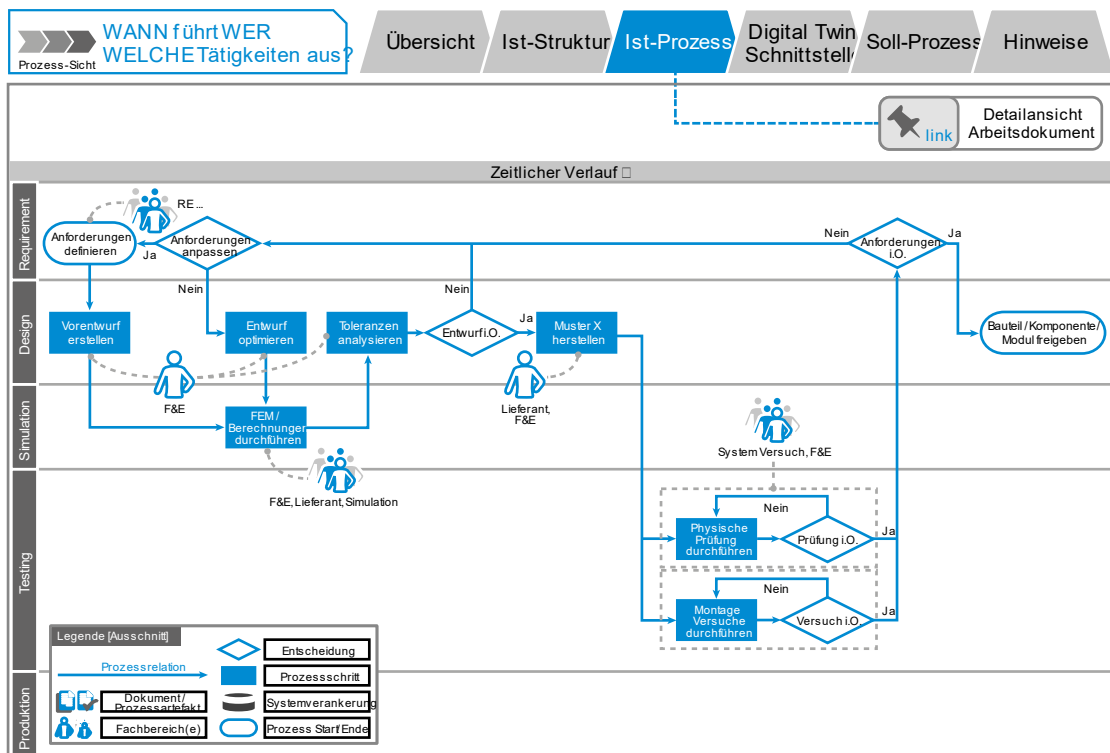 WANN führt WER
WELCHE Tätigkeiten aus?
Prozess-Sicht
Übersicht
Ist-Struktur
Ist-Prozess
Digital Twin
Schnittstell
Soll-Prozess
Hinweise
link
Detailansicht
Arbeitsdokument
Zeitlicher Verlauf
Requirement
RE...
Anforderungen
definieren
Ja
Anforderungen
anpassen
Nein
Nein
Anforderungen
i.O.
Ja
Design
Vorentwurf
erstellen
Entwurf
optimieren
Toleranzen
analysieren
Nein
Entwurf i.O.
Ja
Muster X
herstellen
Bauteil/Komponente/
Modul freigeben
F&E
Lieferant,
F&E
Simulation
FEM /
Berechnunger
durchführen
System Versuch, F&E
F&E, Lieferant, Simulation
Testing
Nein
Physische
Prüfung
durchführen
Prüfung i.O.
Ja
Nein
Montage
Versuche
durchführen
Versuch i.O.
Ja
Legende [Ausschnitt]
Prozessrelation
Entscheidung
Prozessschritt
Dokument/
Prozessartefakt
Systemverankerung
Fachbereich(e)
Prozess Start/Ende
Produktion